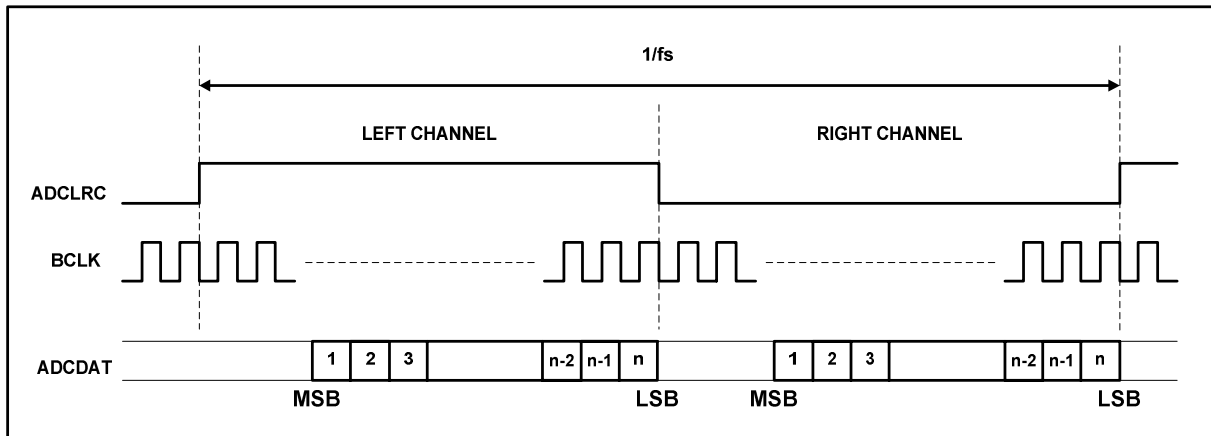 1/fs
LEFT CHANNEL RIGHT CHANNEL
ADCLRC
BCLK
ADCDAT 1 2 3 n-2 n-1 n 1 2 3 n-2 n-1 n
MSB LSB MSB LSB